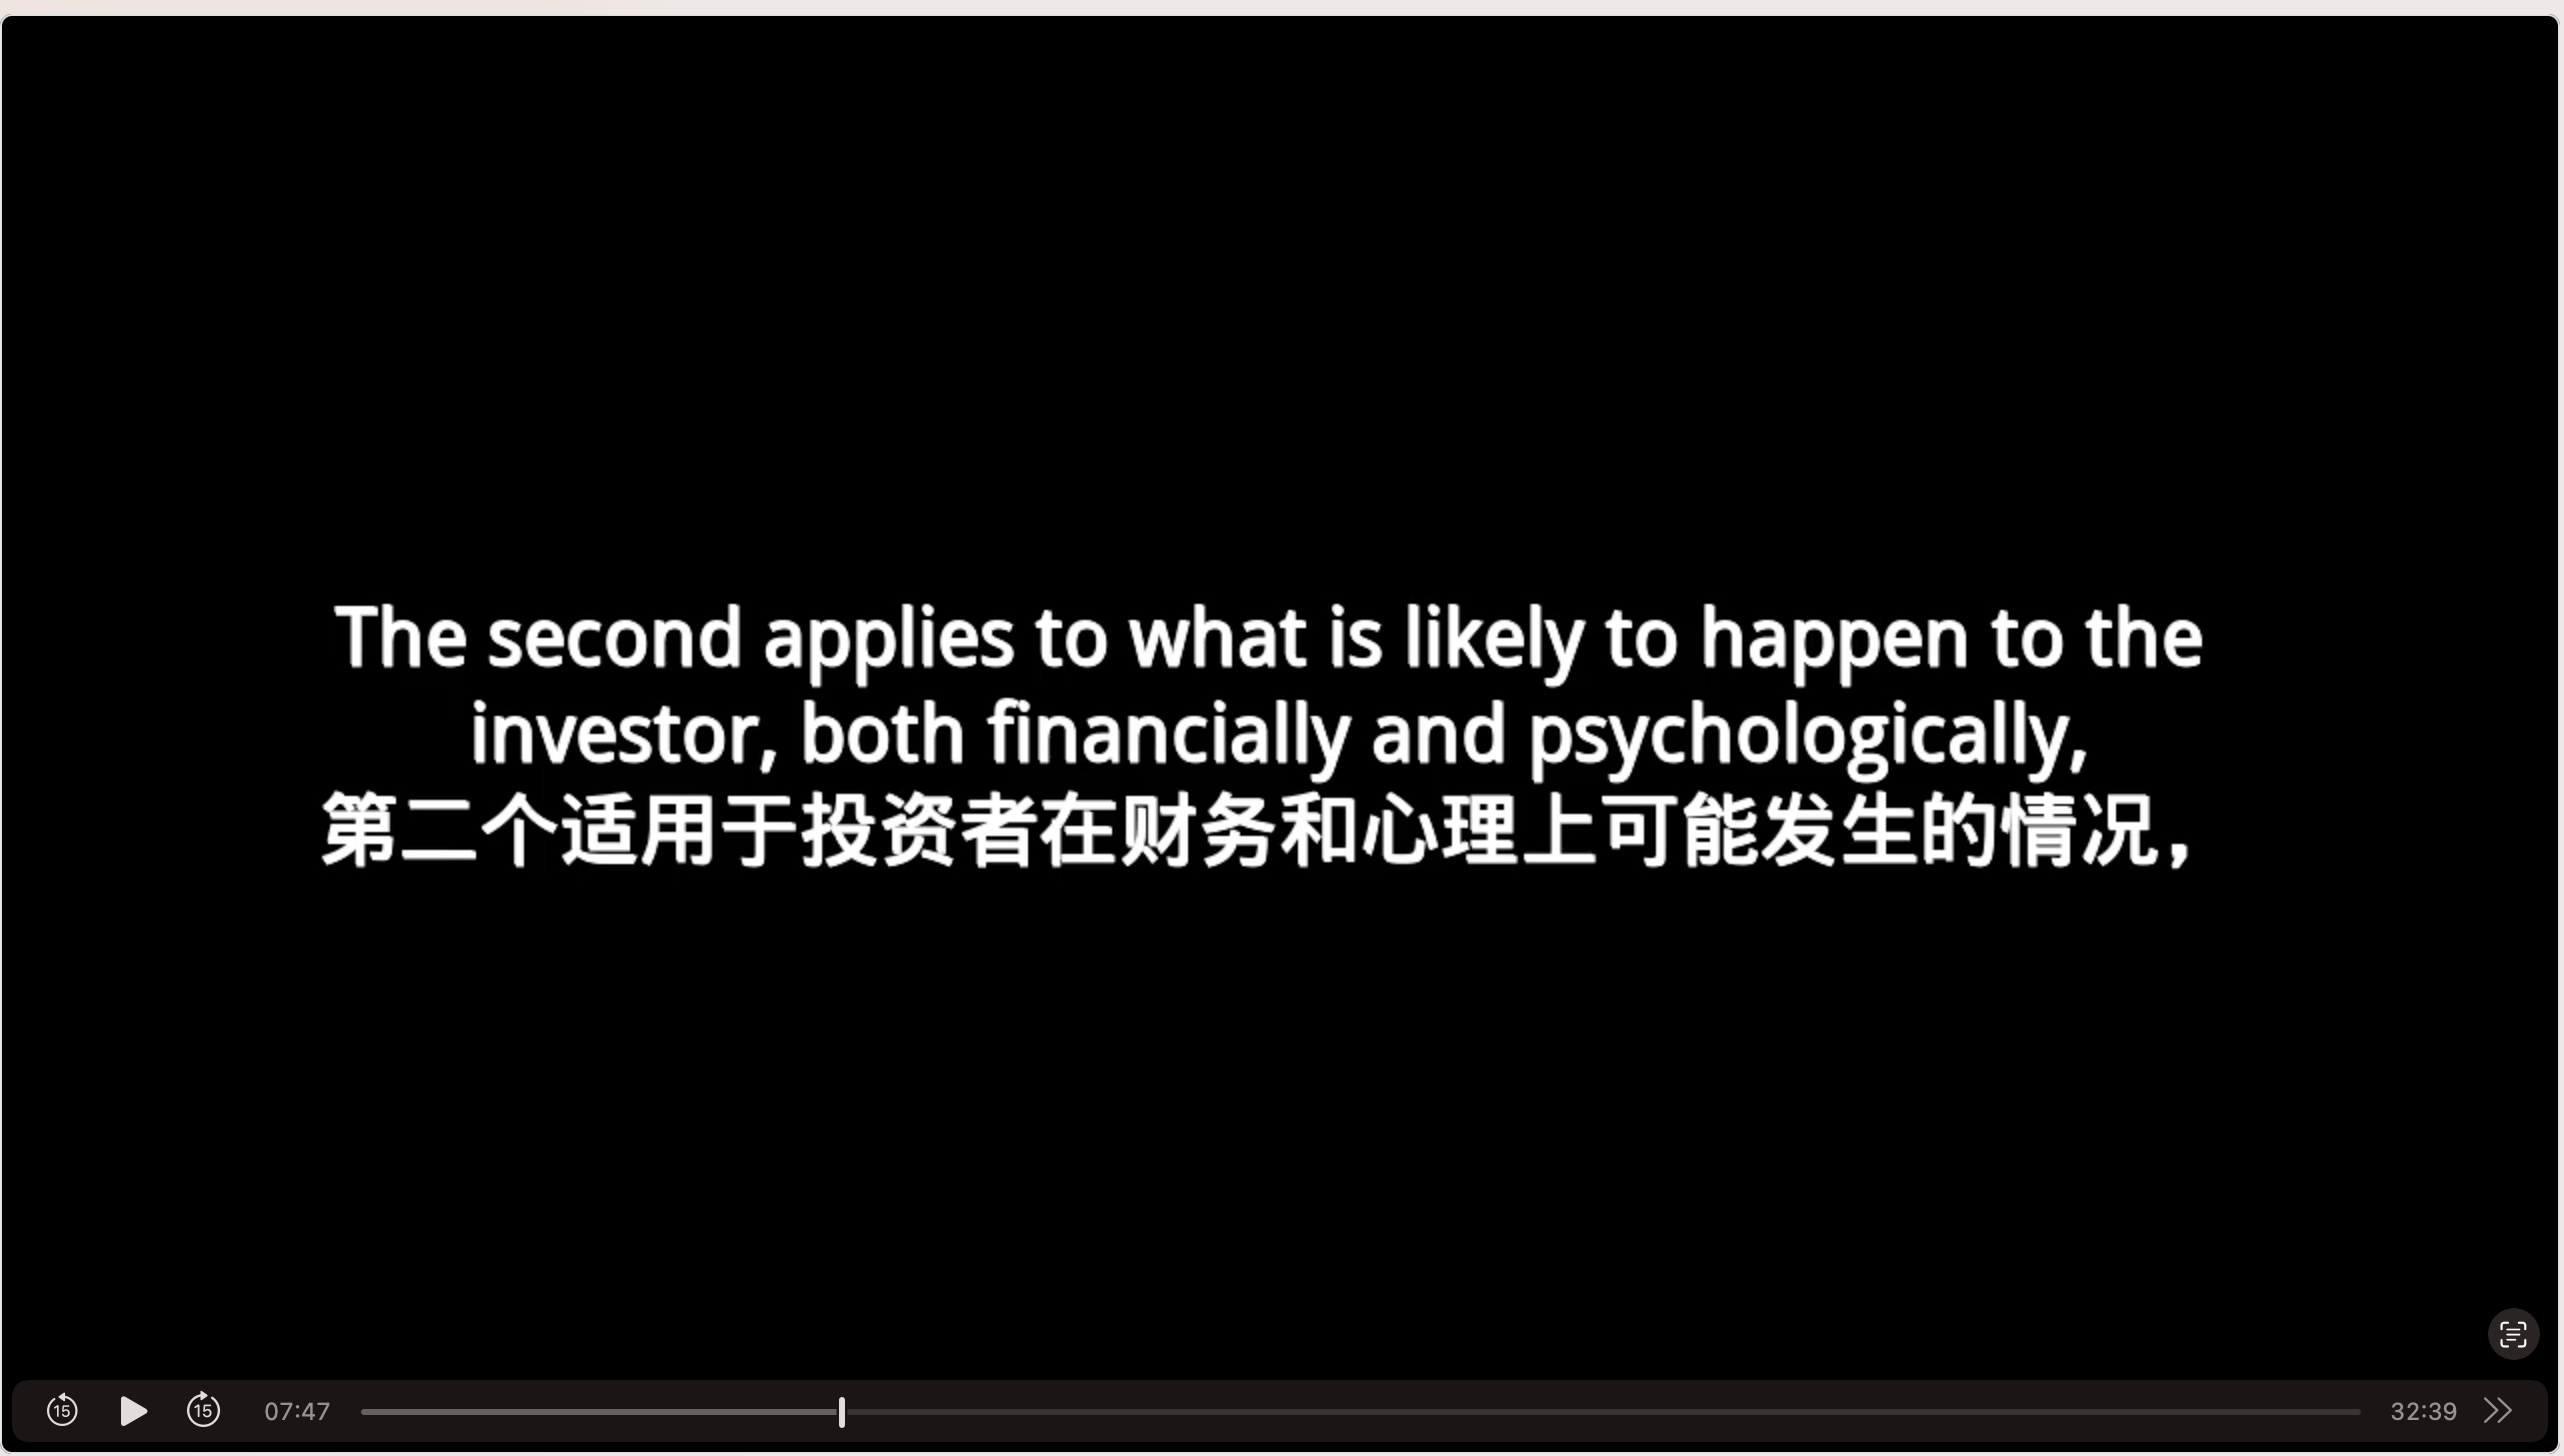 The second applies to what is likely to happen to the
investor, both financially and psychologically,
第二个适用于投资者在财务和心理上可能发生的情况，
15
15
07:47
32:39